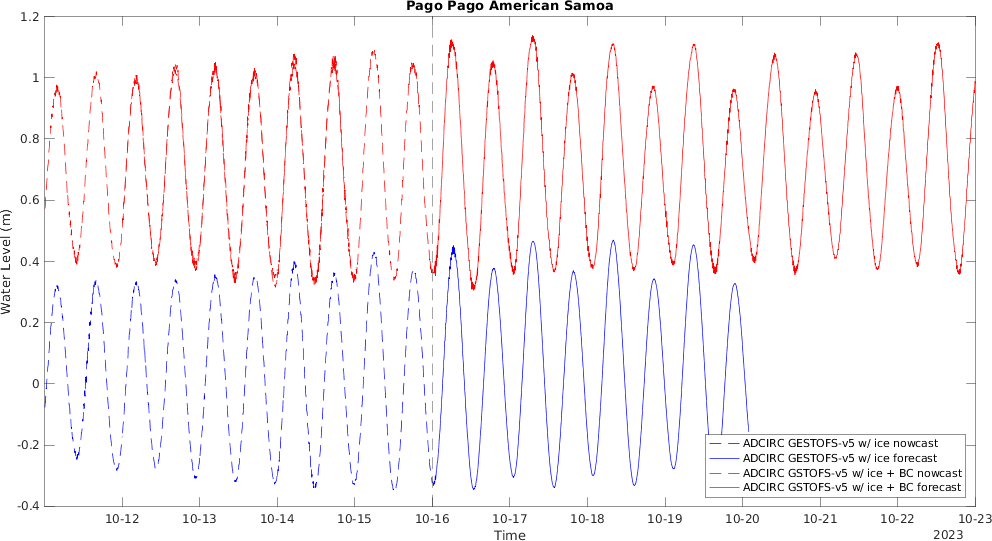 Pago Pago American Samoa
1.2
1
0.8
0.6
0.4
0.2
0
-0.2
-0.4
Water Level (m)
10-12 10-13 10-14 10-15 10-16 10-17 10-18 10-19 10-20 10-21 10-22 10-23
Time
2023
ADCIRC GESTOFS-v5 w/ ice nowcast
ADCIRC GESTOFS-v5 w/ ice forecast
ADCIRC GSTOFS-v5 w/ ice + BC nowcast
ADCIRC GSTOFS-v5 w/ ice + BC forecast